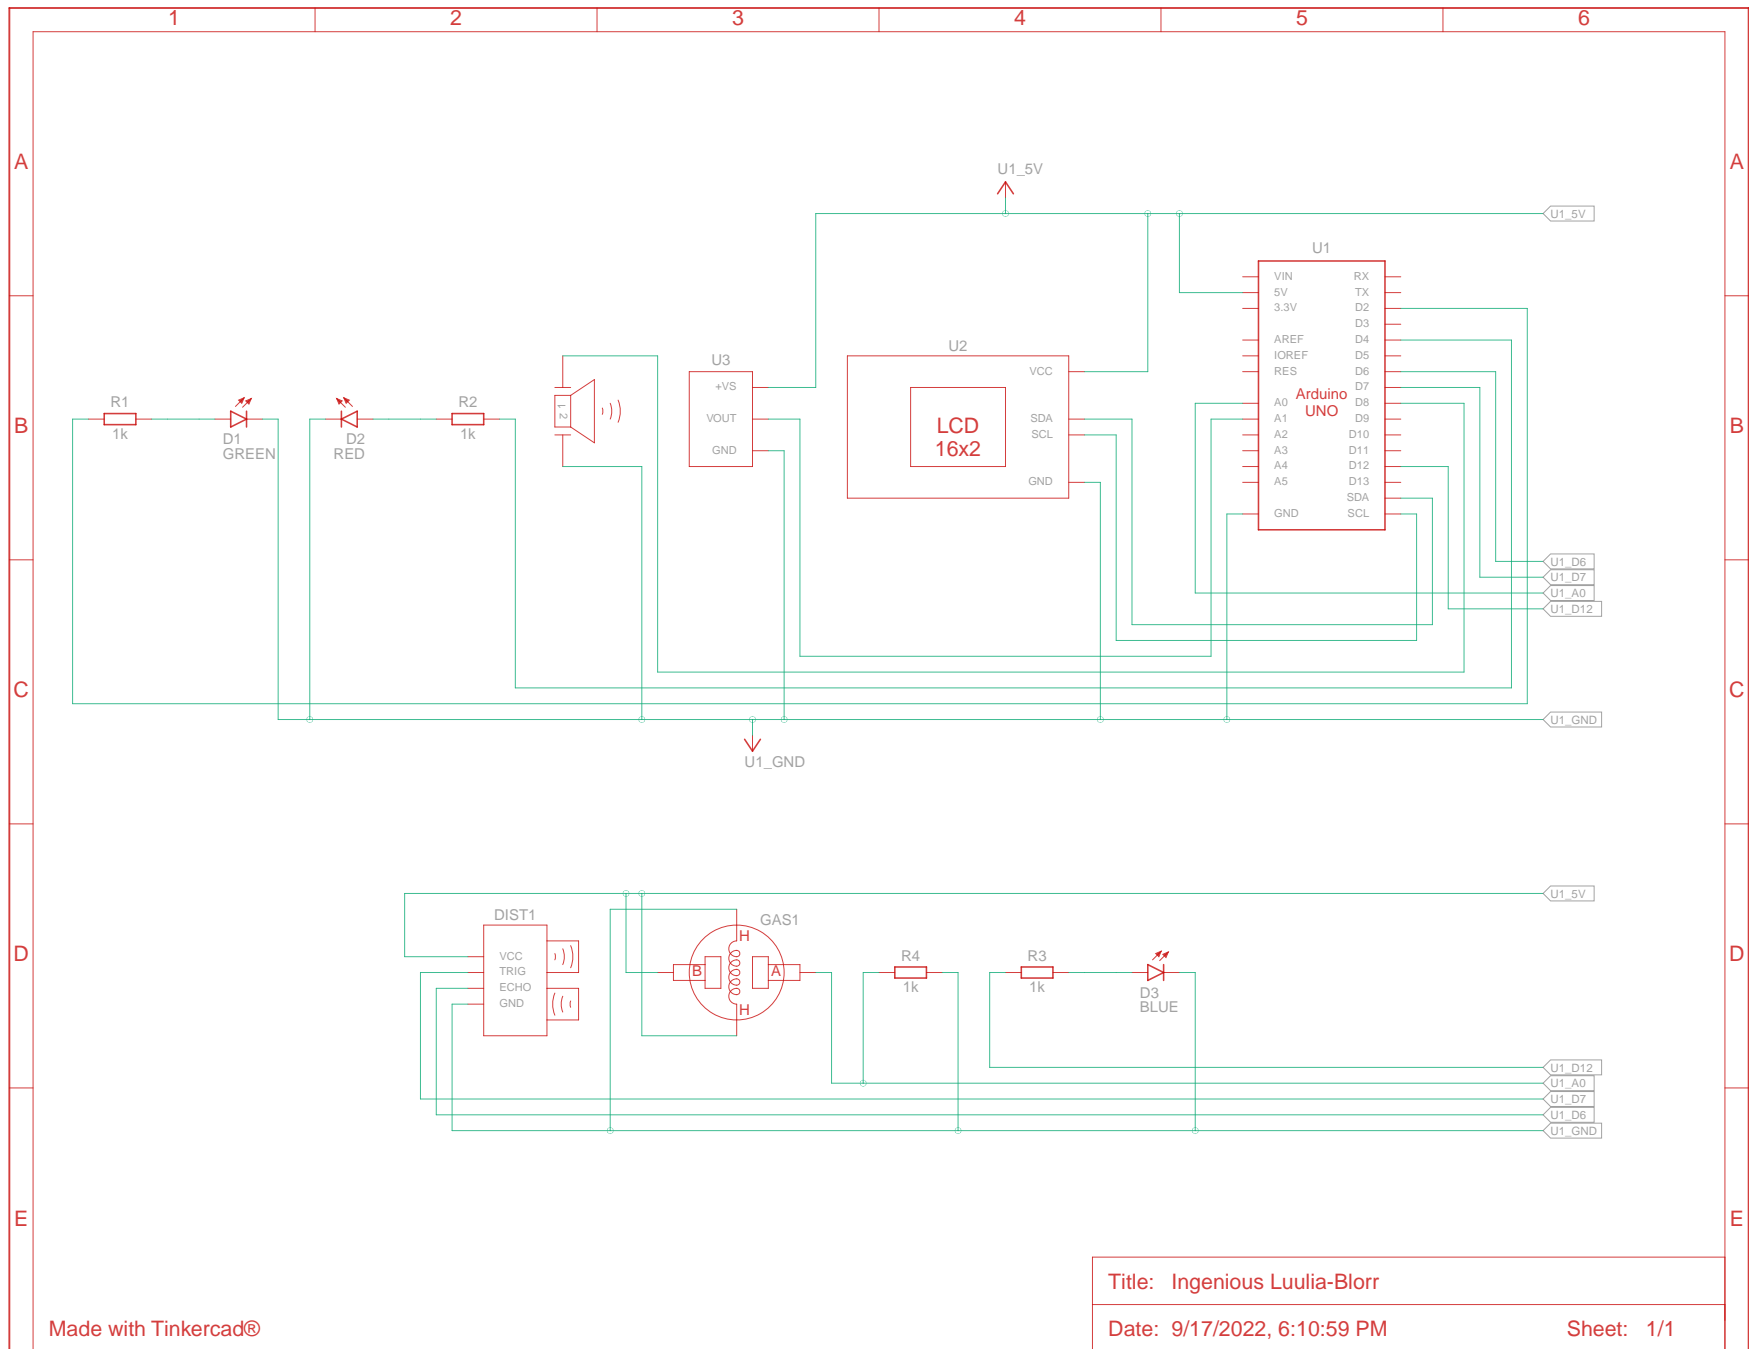 1 2 3 4 5 6
A A
U1_5V
U1_5V
U1
VIN RX
5V TX
3.3V D2
D3
AREF D4
IOREF D5
RES D6
D7
A0 D8
A1 D9
A2 D10
A3 D11
A4 D12
A5 D13
SDA
GND SCL
Arduino
UNO
U2
VCC
SDA
SCL
GND
LCD
16x2
U3
+VS
VOUT
GND
1 2
B B
R1
1k
D1
GREEN
D2
RED
R2
1k
U1_D6
U1_D7
U1_A0
U1_D12
C C
U1_GND
U1_GND
U1_5V
DIST1
VCC
TRIG
ECHO
GND
GAS1
H
B A
H
R4
1k
R3
1k
D3
BLUE
D D
U1_D12
U1_A0
U1_D7
U1_D6
U1_GND
E E
Title: Ingenious Luulia-Blorr
Made with Tinkercad®
Date: 9/17/2022, 6:10:59 PM Sheet: 1/1